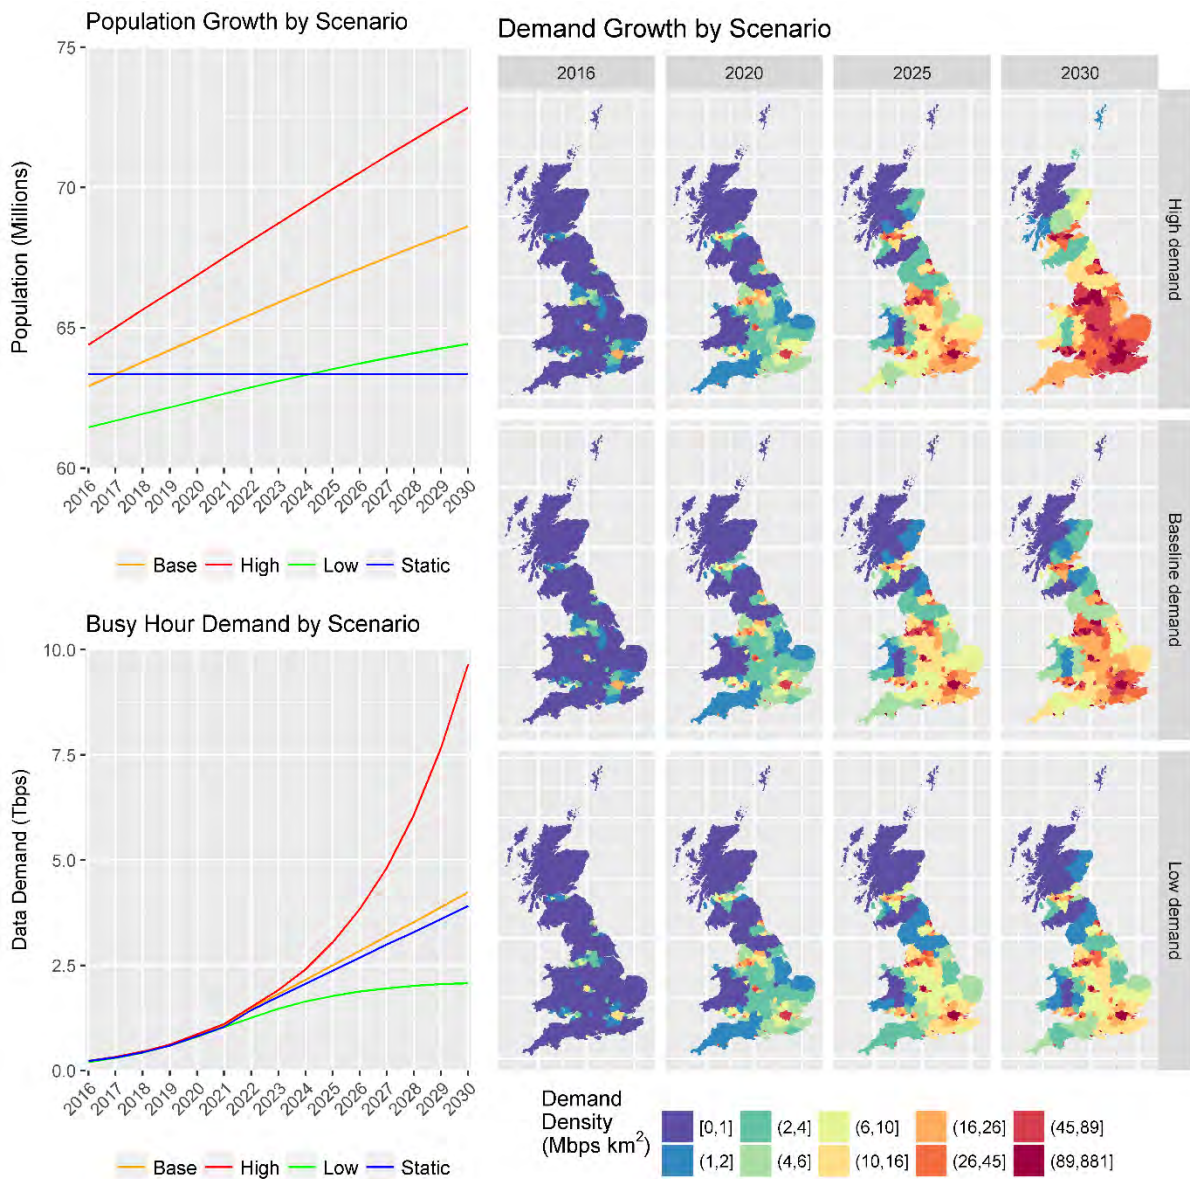 Population Growth by Scenario
75
70
65
60
Population (Millions)
2016 2017 2018 2019 2020 2021 2022 2023 2024 2025 2026 2027 2028 2029 2030
Base High Low Static
Busy Hour Demand by Scenario
10.0
7.5
5.0
2.5
0.0
Data Demand (Tbps)
2016 2017 2018 2019 2020 2021 2022 2023 2024 2025 2026 2027 2028 2029 2030
Base High Low Static
Demand Growth by Scenario
2016 2020 2025 2030
High demand
Baseline demand
Low demand
Demand
Density
(Mbps km²)
[0,1] (2,4] (6,10] (16,26] (45,89]
(1,2] (4,6] (10,16] (26,45] (89,881]